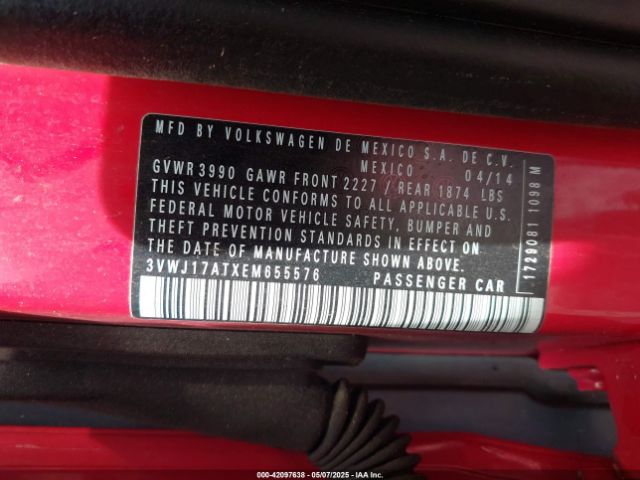 MFD BY VOLKSWAGEN DE MEXICO S.A. DE C.V.
MEXICO 04/14
GVWR 3990 GAWR FRONT 2227 / REAR 1874 LBS
THIS VEHICLE CONFORMS TO ALL APPLICABLE U.S.
FEDERAL MOTOR VEHICLE SAFETY, BUMPER AND
THEFT PREVENTION STANDARDS IN EFFECT ON
THE DATE OF MANUFACTURE SHOWN ABOVE.
3VWJ17ATXEM655576 PASSENGER CAR
1729081 1098 M
000-42097638 - 05/07/2025 - IAA Inc.